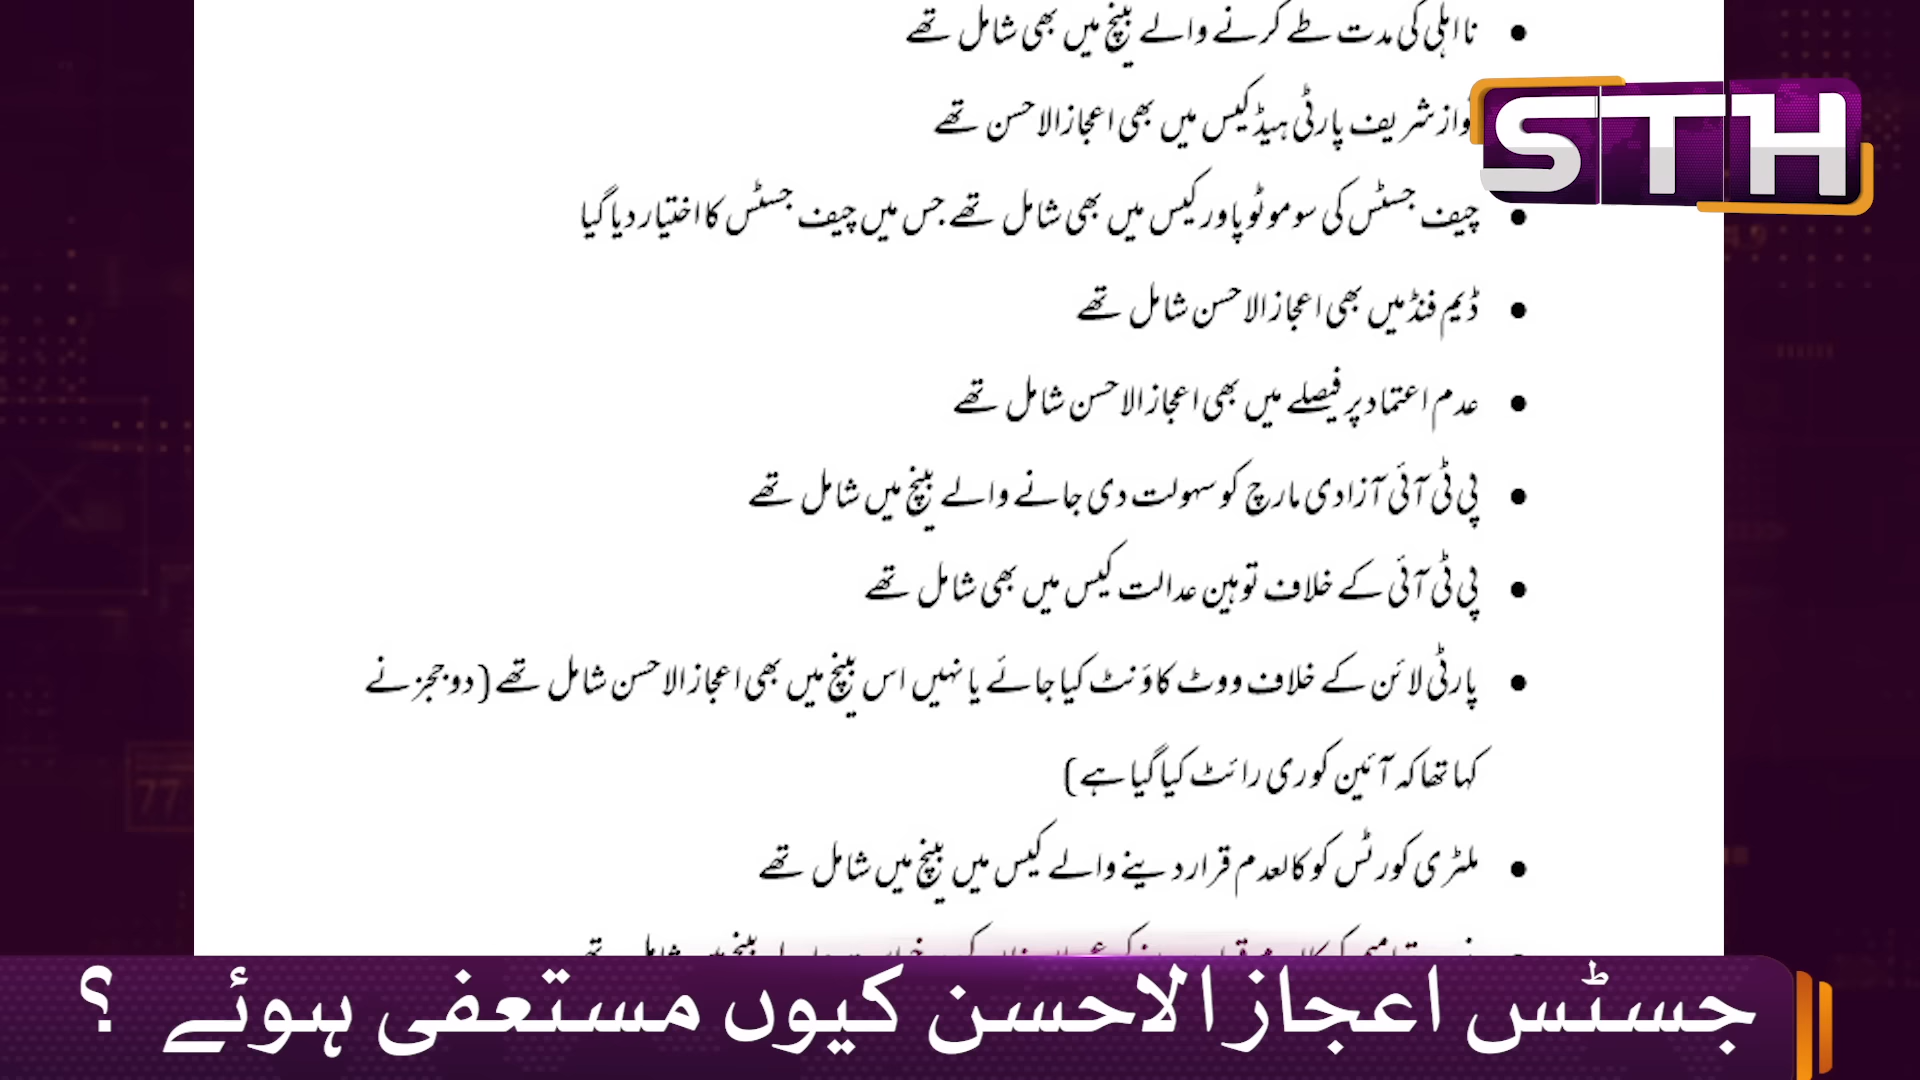 نااہلی کی مدت طے کرنے والے بینچ میں بھی شامل تھے
نواز شریف پارٹی ہیڈ کیس میں بھی اعجاز الاحسن تھے
STH
چیف جسٹس کی سوموٹو پاور کیس میں بھی شامل تھے جس میں چیف جسٹس کا اختیار دیا گیا
ڈیم فنڈ میں بھی اعجاز الاحسن شامل تھے
عدم اعتماد پر فیصلے میں بھی اعجاز الاحسن شامل تھے
پی ٹی آئی آزادی مارچ کو سہولت دی جانے والے بینچ میں شامل تھے
پی ٹی آئی کے خلاف توہین عدالت کیس میں بھی شامل تھے
پارٹی لائن کے خلاف ووٹ کاؤنٹ کیا جائے یا نہیں اس بینچ میں بھی اعجاز الاحسن شامل تھے (دو ججز نے
کہا تھا کہ آئین کو ری رائٹ کیا گیا ہے)
ملٹری کورٹس کو کالعدم قرار دینے والے کیس میں بینچ میں شامل تھے
جسٹس اعجاز الاحسن کیوں مستعفی ہوئے ؟
77